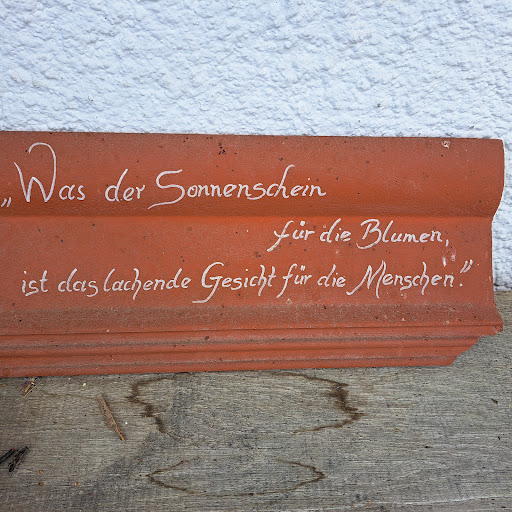 „Was der Sonnenschein
für die Blumen,
ist das lachende Gesicht für die Menschen."